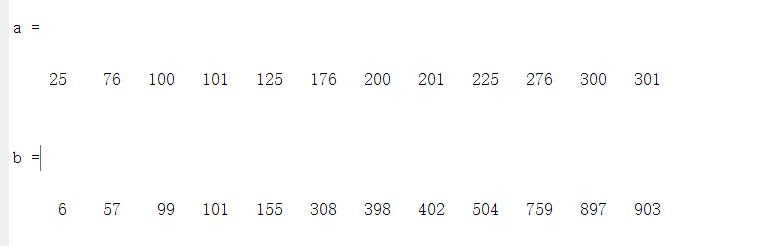 a =
25 76 100 101 125 176 200 201 225 276 300 301
b =
6 57 99 101 155 308 398 402 504 759 897 903